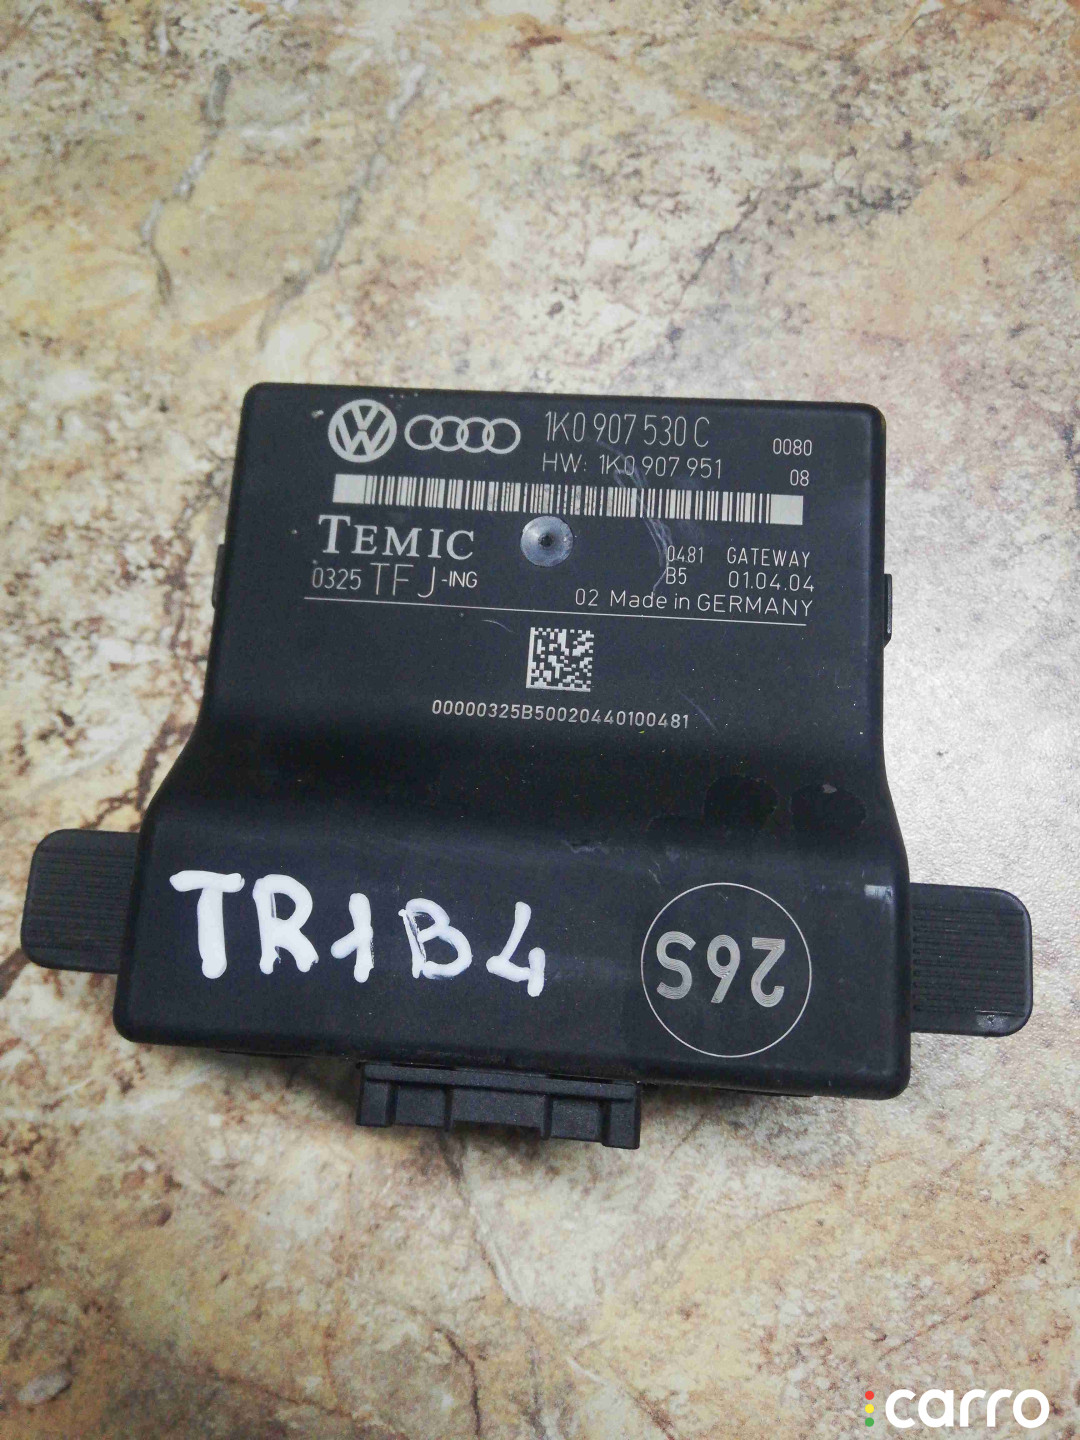 1K0 907 530 C
0080
HW: 1K0 907 951
08
TEMIC
0481 GATEWAY
0325 TFJ-ING
B5 01.04.04
02 Made in GERMANY
00000325B50020440100481
TR1B4
26S
carro